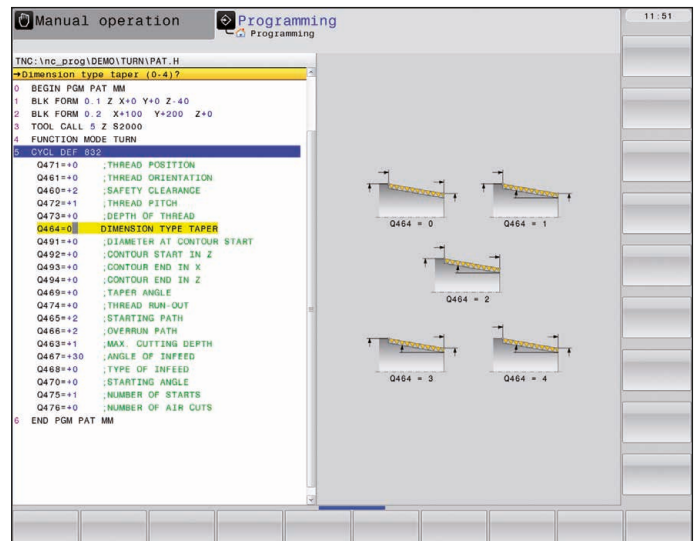 Manual operation
Programming
Programming
11:51
TNC:\nc_prog\DEMO\TURN\PAT.H
→Dimension type taper (0-4)?
0 BEGIN PGM PAT MM
1 BLK FORM 0.1 Z X+0 Y+0 Z-40
2 BLK FORM 0.2 X+100 Y+200 Z+0
3 TOOL CALL 5 Z S2000
4 FUNCTION MODE TURN
5 CYCL DEF 832
Q471=+0 ;THREAD POSITION
Q461=+0 ;THREAD ORIENTATION
Q460=+2 ;SAFETY CLEARANCE
Q472=+1 ;THREAD PITCH
Q473=+0 ;DEPTH OF THREAD
Q464=0 DIMENSION TYPE TAPER
Q491=+0 ;DIAMETER AT CONTOUR START
Q492=+0 ;CONTOUR START IN Z
Q493=+0 ;CONTOUR END IN X
Q494=+0 ;CONTOUR END IN Z
Q469=+0 ;TAPER ANGLE
Q474=+0 ;THREAD RUN-OUT
Q465=+2 ;STARTING PATH
Q466=+2 ;OVERRUN PATH
Q463=+1 ;MAX. CUTTING DEPTH
Q467=+30 ;ANGLE OF INFEED
Q468=+0 ;TYPE OF INFEED
Q470=+0 ;STARTING ANGLE
Q475=+1 ;NUMBER OF STARTS
Q476=+0 ;NUMBER OF AIR CUTS
6 END PGM PAT MM
Q464 = 0
Q464 = 1
Q464 = 2
Q464 = 3
Q464 = 4